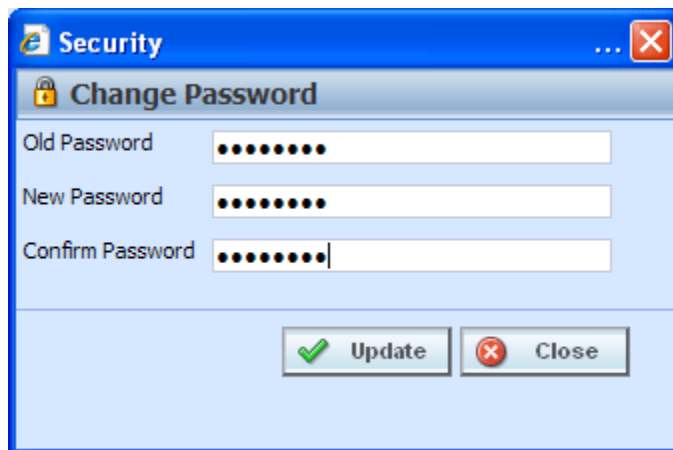 Security ...
Change Password
Old Password ●●●●●●●●
New Password ●●●●●●●●
Confirm Password ●●●●●●●●
Update Close